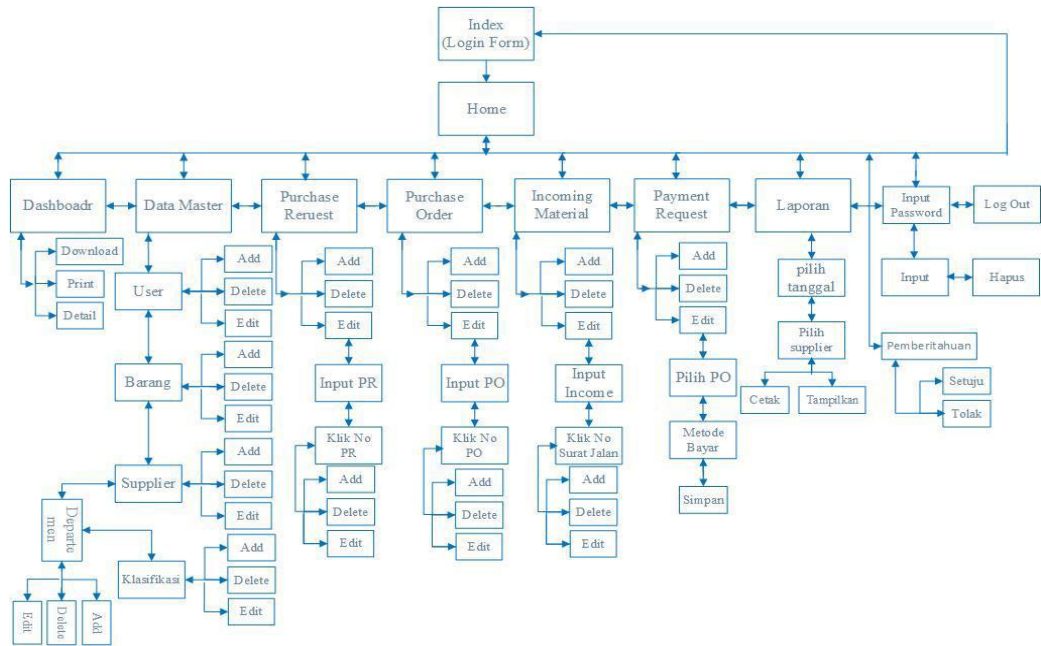 Index
(Login Form)
Home
Dashboadr
Data Master
Purchase
Reruest
Purchase
Order
Incoming
Material
Payment
Request
Laporan
Input
Password
Log Out
Download
Print
Detail
User
Add
Delete
Edit
Barang
Add
Delete
Edit
Supplier
Add
Delete
Edit
Departe
men
Edit
Delete
Add
Klasifikasi
Add
Delete
Edit
Add
Delete
Edit
Input PR
Klik No
PR
Add
Delete
Edit
Add
Delete
Edit
Input PO
Klik No
PO
Add
Delete
Edit
Add
Delete
Edit
Input
Income
Klik No
Surat Jalan
Add
Delete
Edit
Add
Delete
Edit
Pilih PO
Metode
Bayar
Simpan
pilih
tanggal
Pilih
supplier
Cetak
Tampilkan
Input
Hapus
Pemberitahuan
Setuju
Tolak